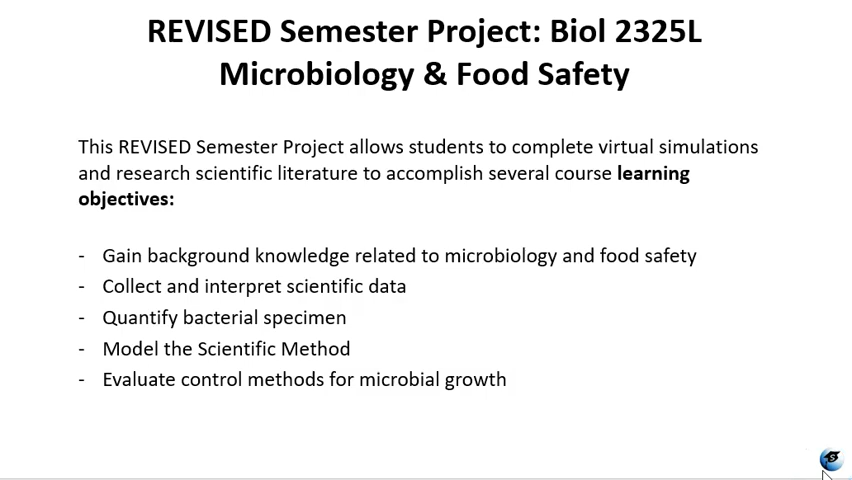 REVISED Semester Project: Biol 2325L
Microbiology & Food Safety
This REVISED Semester Project allows students to complete virtual simulations
and research scientific literature to accomplish several course learning
objectives:
- Gain background knowledge related to microbiology and food safety
- Collect and interpret scientific data
- Quantify bacterial specimen
- Model the Scientific Method
- Evaluate control methods for microbial growth